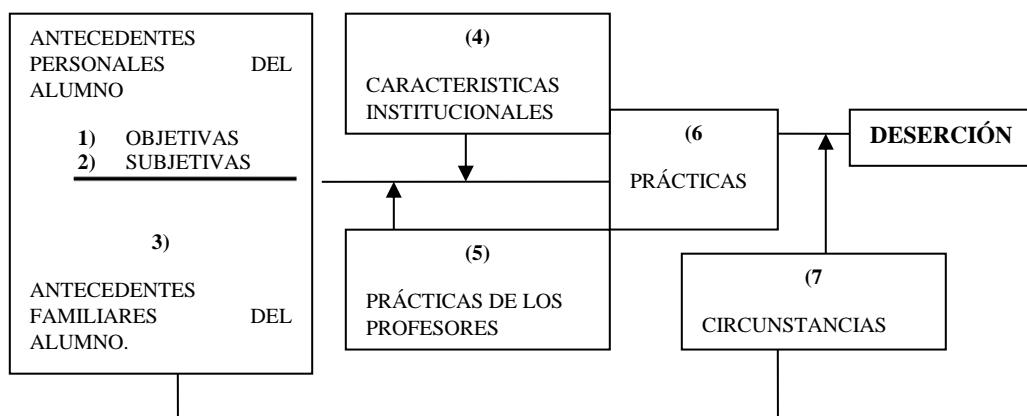 ANTECEDENTES
PERSONALES DEL
ALUMNO
1) OBJETIVAS
2) SUBJETIVAS
3)
ANTECEDENTES
FAMILIARES DEL
ALUMNO.
(4)
CARACTERISTICAS
INSTITUCIONALES
(5)
PRÁCTICAS DE LOS
PROFESORES
(6
PRÁCTICAS
(7
CIRCUNSTANCIAS
DESERCIÓN